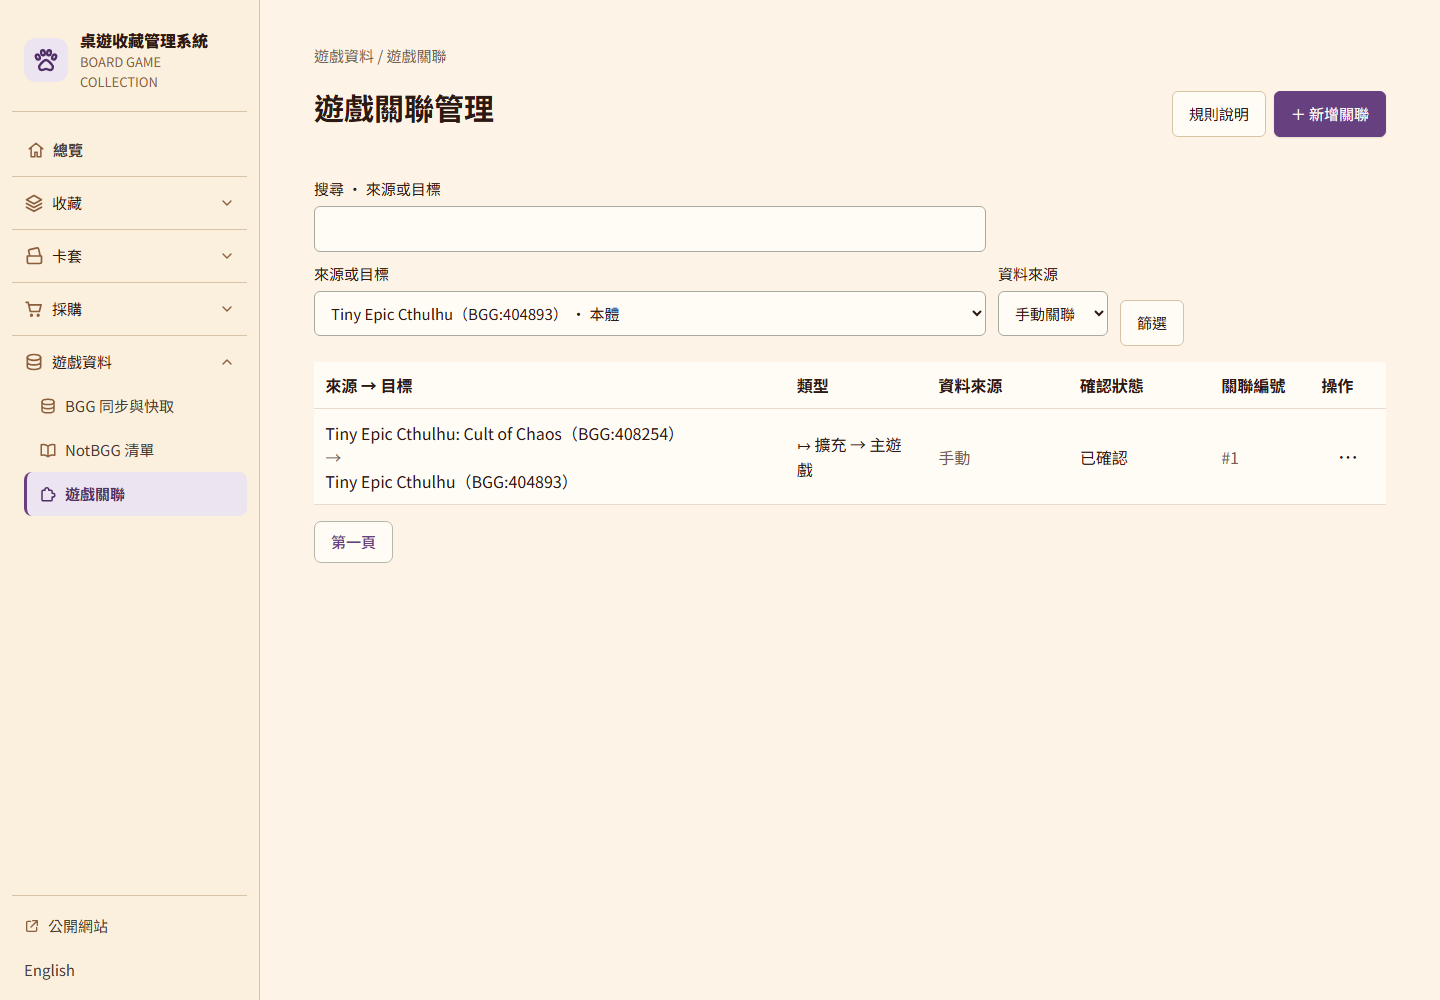 桌遊收藏管理系統
BOARD GAME
COLLECTION
總覽
收藏
卡套
採購
遊戲資料
BGG 同步與快取
NotBGG 清單
遊戲關聯
公開網站
English
遊戲資料 / 遊戲關聯
遊戲關聯管理
規則說明
＋ 新增關聯
搜尋 · 來源或目標
來源或目標
資料來源
Tiny Epic Cthulhu（BGG:404893） · 本體
手動關聯
篩選
來源 → 目標 類型 資料來源 確認狀態 關聯編號 操作
Tiny Epic Cthulhu: Cult of Chaos（BGG:408254）
→
Tiny Epic Cthulhu（BGG:404893）
↦ 擴充 → 主遊
戲
手動
已確認
#1
⋯
第一頁